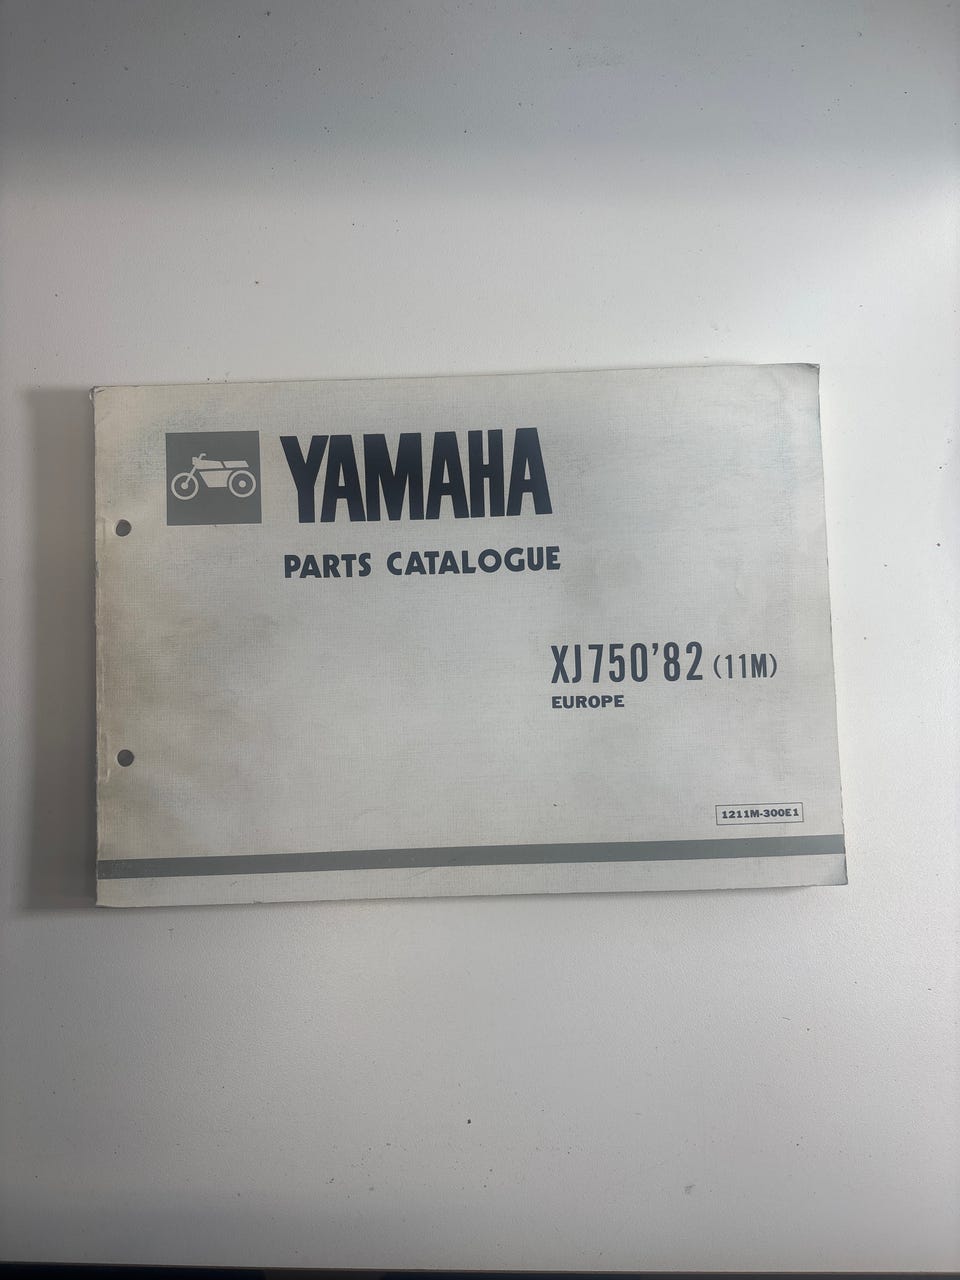 YAMAHA
PARTS CATALOGUE
XJ750'82 (11M)
EUROPE
1211M-300E1